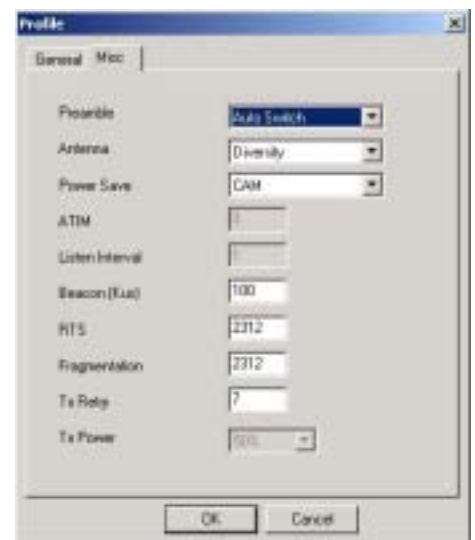 Profile
General Misc
Preamble Auto Switch
Antenna Diversity
Power Save CAM
ATIM
Listen Interval
Beacon (Kus) 100
RTS 2312
Fragmentation 2312
Tx Retry 7
Tx Power
OK Cancel